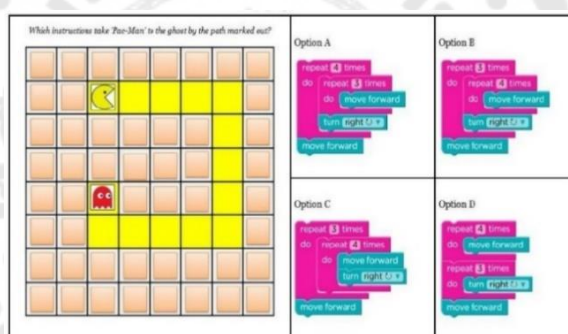 Which instructions take 'Pac-Man' to the ghost by the path marked out?
Option A
repeat 4 times
do repeat 3 times
do move forward
turn right
move forward
Option B
repeat 3 times
do repeat 4 times
do move forward
turn right
move forward
Option C
repeat 3 times
do repeat 4 times
do move forward
turn right
move forward
Option D
repeat 4 times
do move forward
repeat 3 times
do turn right
move forward